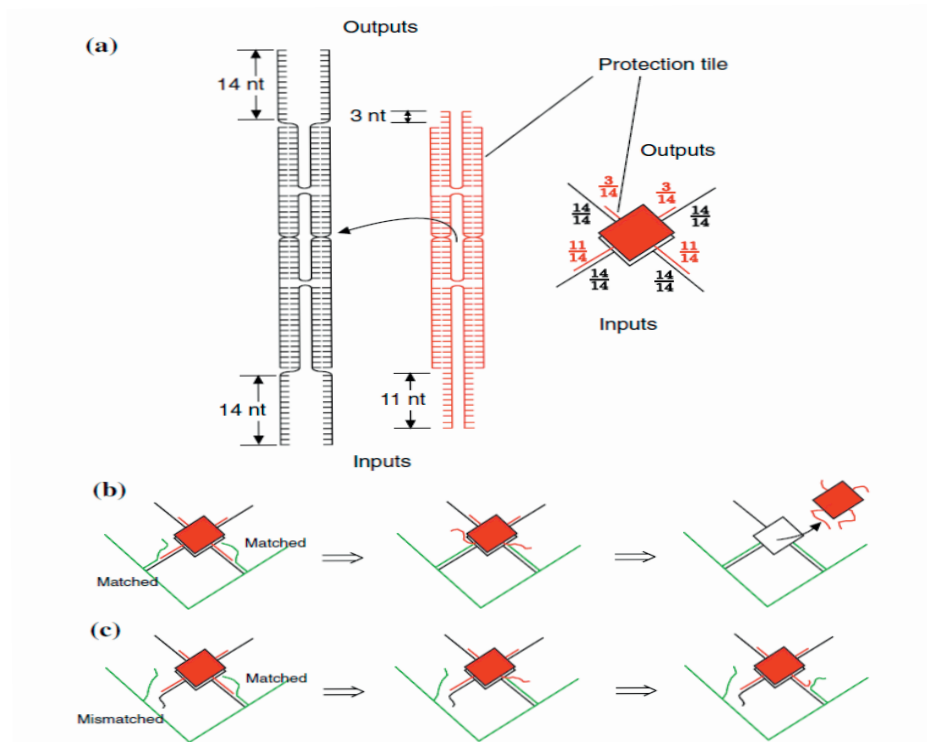 (a)
Outputs
14 nt
3 nt
Protection tile
Outputs
3/14
3/14
14/14
14/14
11/14
11/14
14/14
14/14
Inputs
14 nt
11 nt
Inputs
(b)
Matched
Matched
(c)
Matched
Mismatched